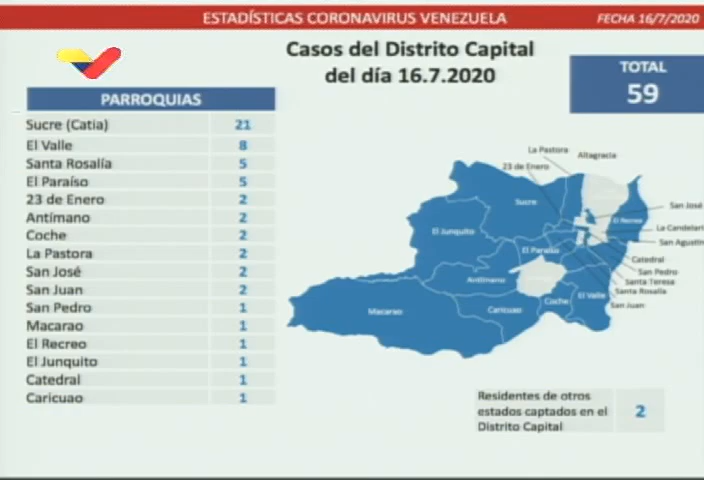 ESTADÍSTICAS CORONAVIRUS VENEZUELA
FECHA 16/7/2020
Casos del Distrito Capital
del día 16.7.2020
TOTAL
59
PARROQUIAS
Sucre (Catia) 21
El Valle 8
Santa Rosalía 5
El Paraíso 5
23 de Enero 2
Antímano 2
Coche 2
La Pastora 2
San José 2
San Juan 2
San Pedro 1
Macarao 1
El Recreo 1
El Junquito 1
Catedral 1
Caricuao 1
La Pastora
Altagracia
23 de Enero
Sucre
San José
El Recreo
La Candelari
San Agustín
El Junquito
El Paraíso
Catedral
San Pedro
Santa Teresa
Santa Rosalia
San Juan
Antímano
Macarao
Caricuao
Coche
El Valle
Residentes de otros
estados captados en el
Distrito Capital
2